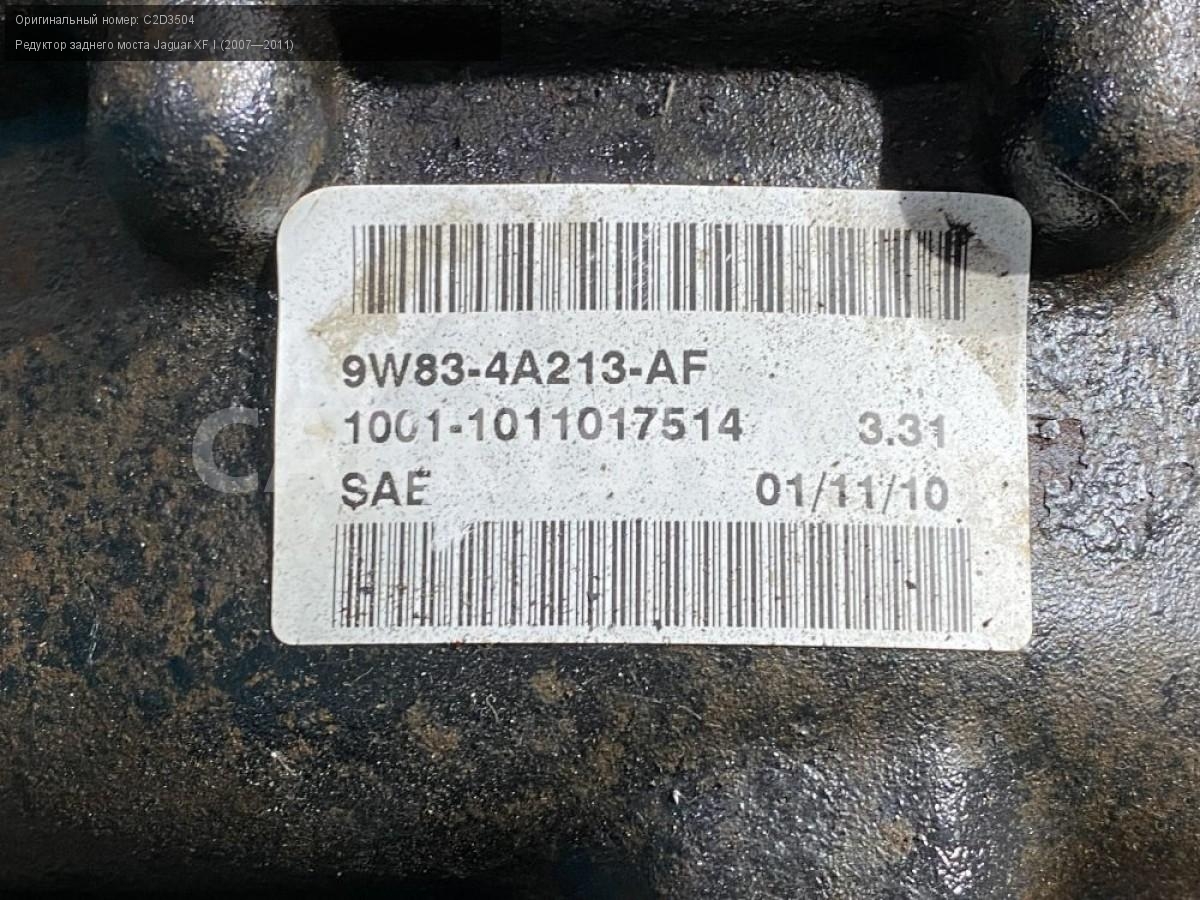 Оригинальный номер: C2D3504
Редуктор заднего моста Jaguar XF I (2007—2011)
9W83-4A213-AF
1001-1011017514 3.31
SAE 01/11/10